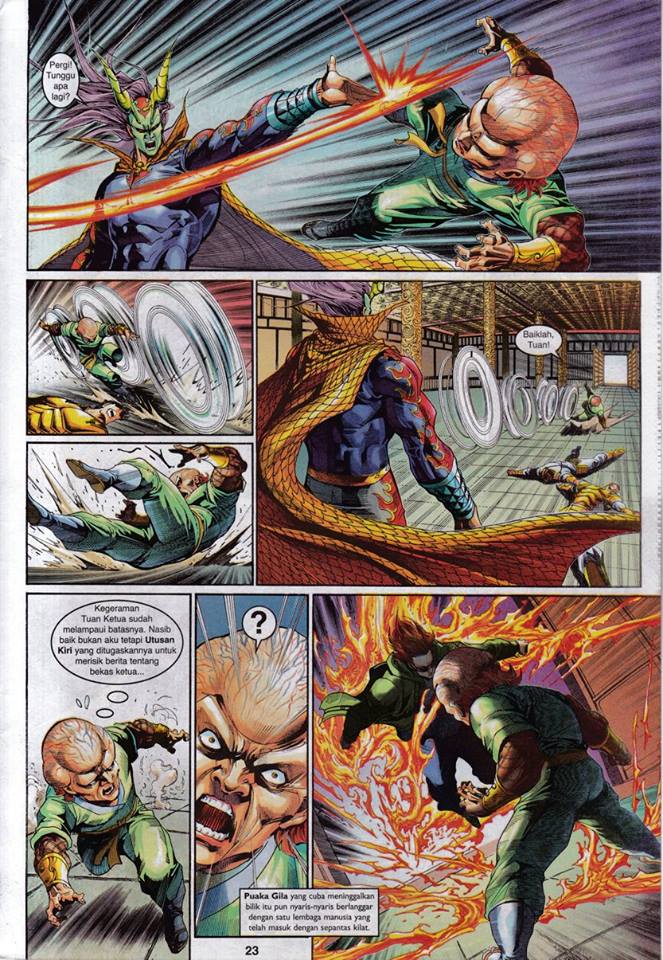 Pergi!
Tunggu
apa
lagi?
Baiklah,
Tuan!
Kegeraman
Tuan Ketua sudah
melampaui batasnya. Nasib
baik bukan aku tetapi Utusan
Kiri yang ditugaskannya untuk
merisik berita tentang
bekas ketua...
?
Puaka Gila yang cuba meninggalkan
bilik itu pun nyaris-nyaris berlanggar
dengan satu lembaga manusia yang
telah masuk dengan sepantas kilat.
23